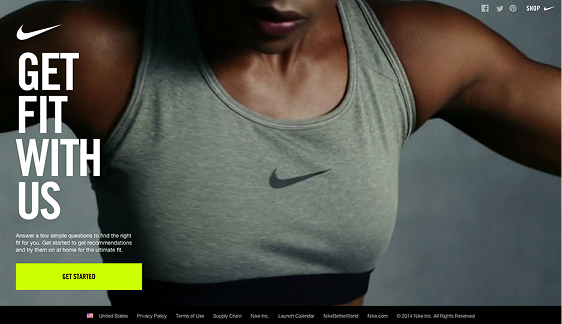 SHOP
GET
FIT
WITH
US
Answer a few simple questions to find the right
fit for you. Get started to get recommendations
and try them on at home for the ultimate fit.
GET STARTED
United States Privacy Policy Terms of Use Supply Chain Nike Inc. Launch Calendar NikeBetterWorld Nike.com © 2014 Nike Inc. All Rights Reserved